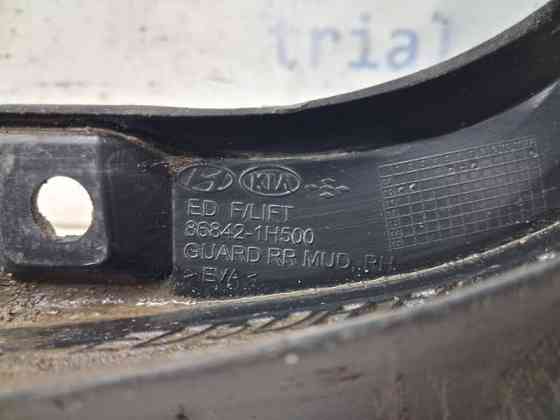 trial
KIA
ED F/LIFT
86842-1H500
GUARD RR MUD, RH
>EVA<